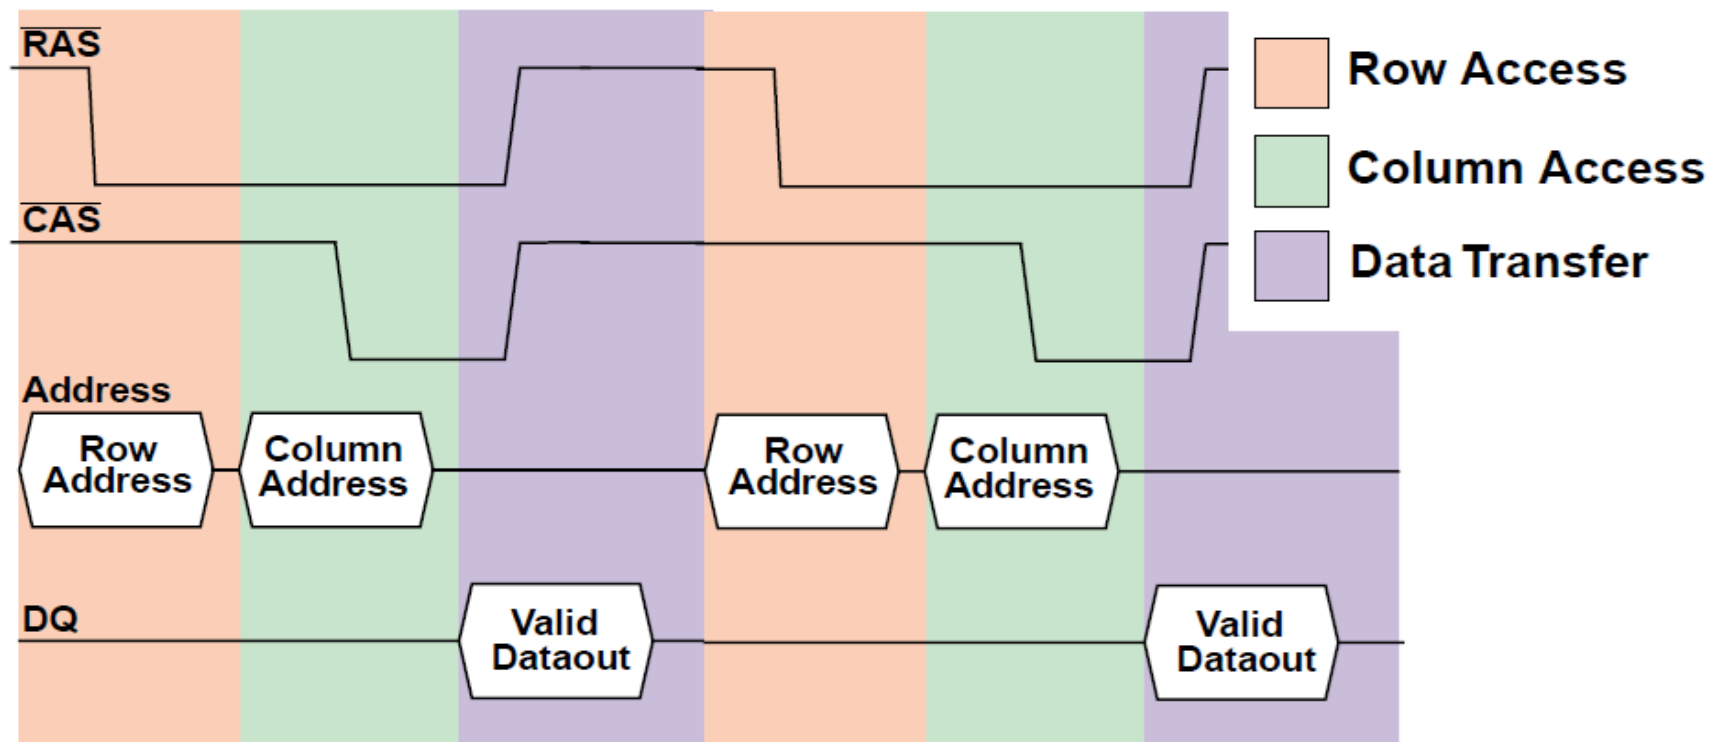 RAS
Row Access
Column Access
CAS
Data Transfer
Address
Row
Address
Column
Address
Row
Address
Column
Address
DQ
Valid
Dataout
Valid
Dataout